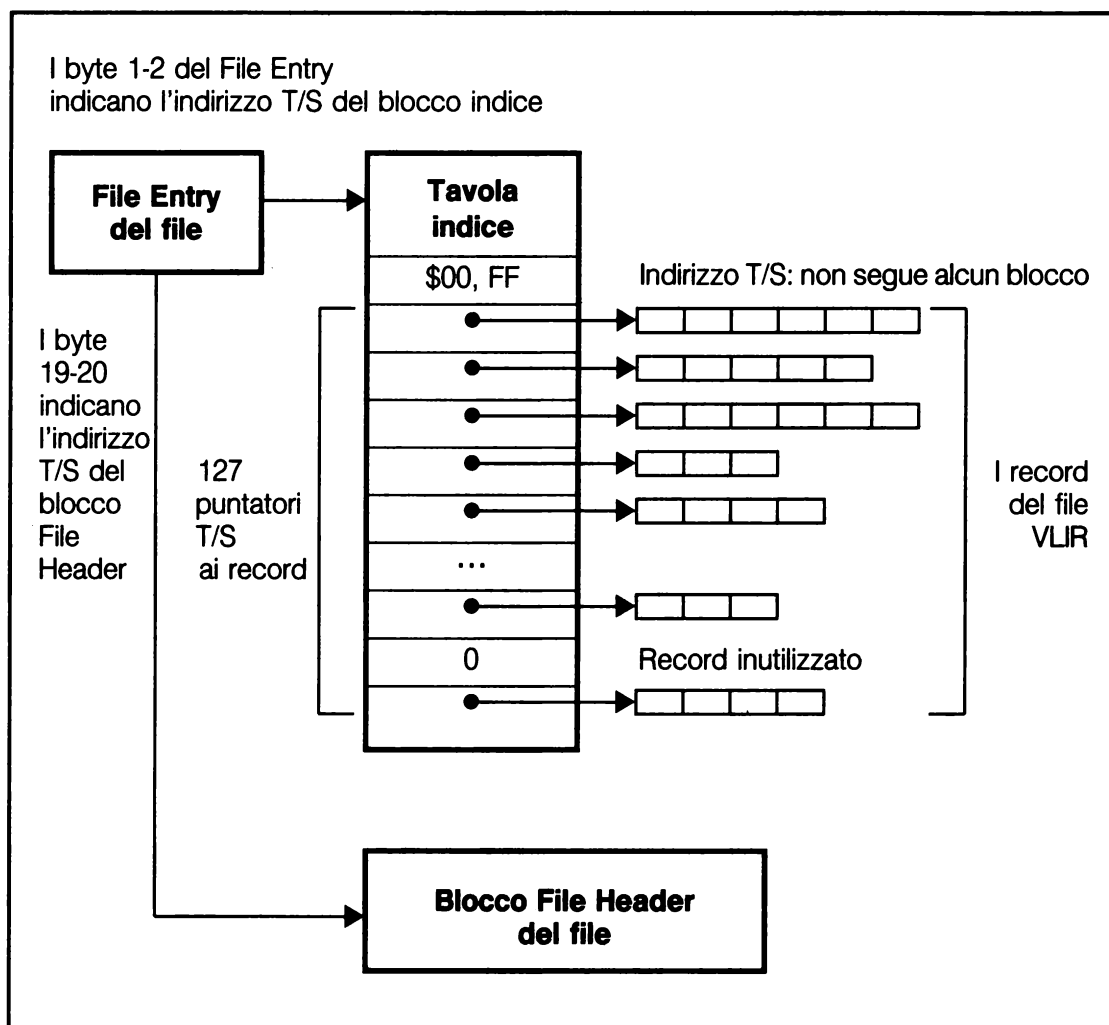 I byte 1-2 del File Entry
indicano l'indirizzo T/S del blocco indice
File Entry
del file
Tavola
indice
$00, FF
Indirizzo T/S: non segue alcun blocco
I byte
19-20
indicano
l'indirizzo
T/S del
blocco
File
Header
127
puntatori
T/S
ai record
...
0
Record inutilizzato
I record
del file
VLIR
Blocco File Header
del file